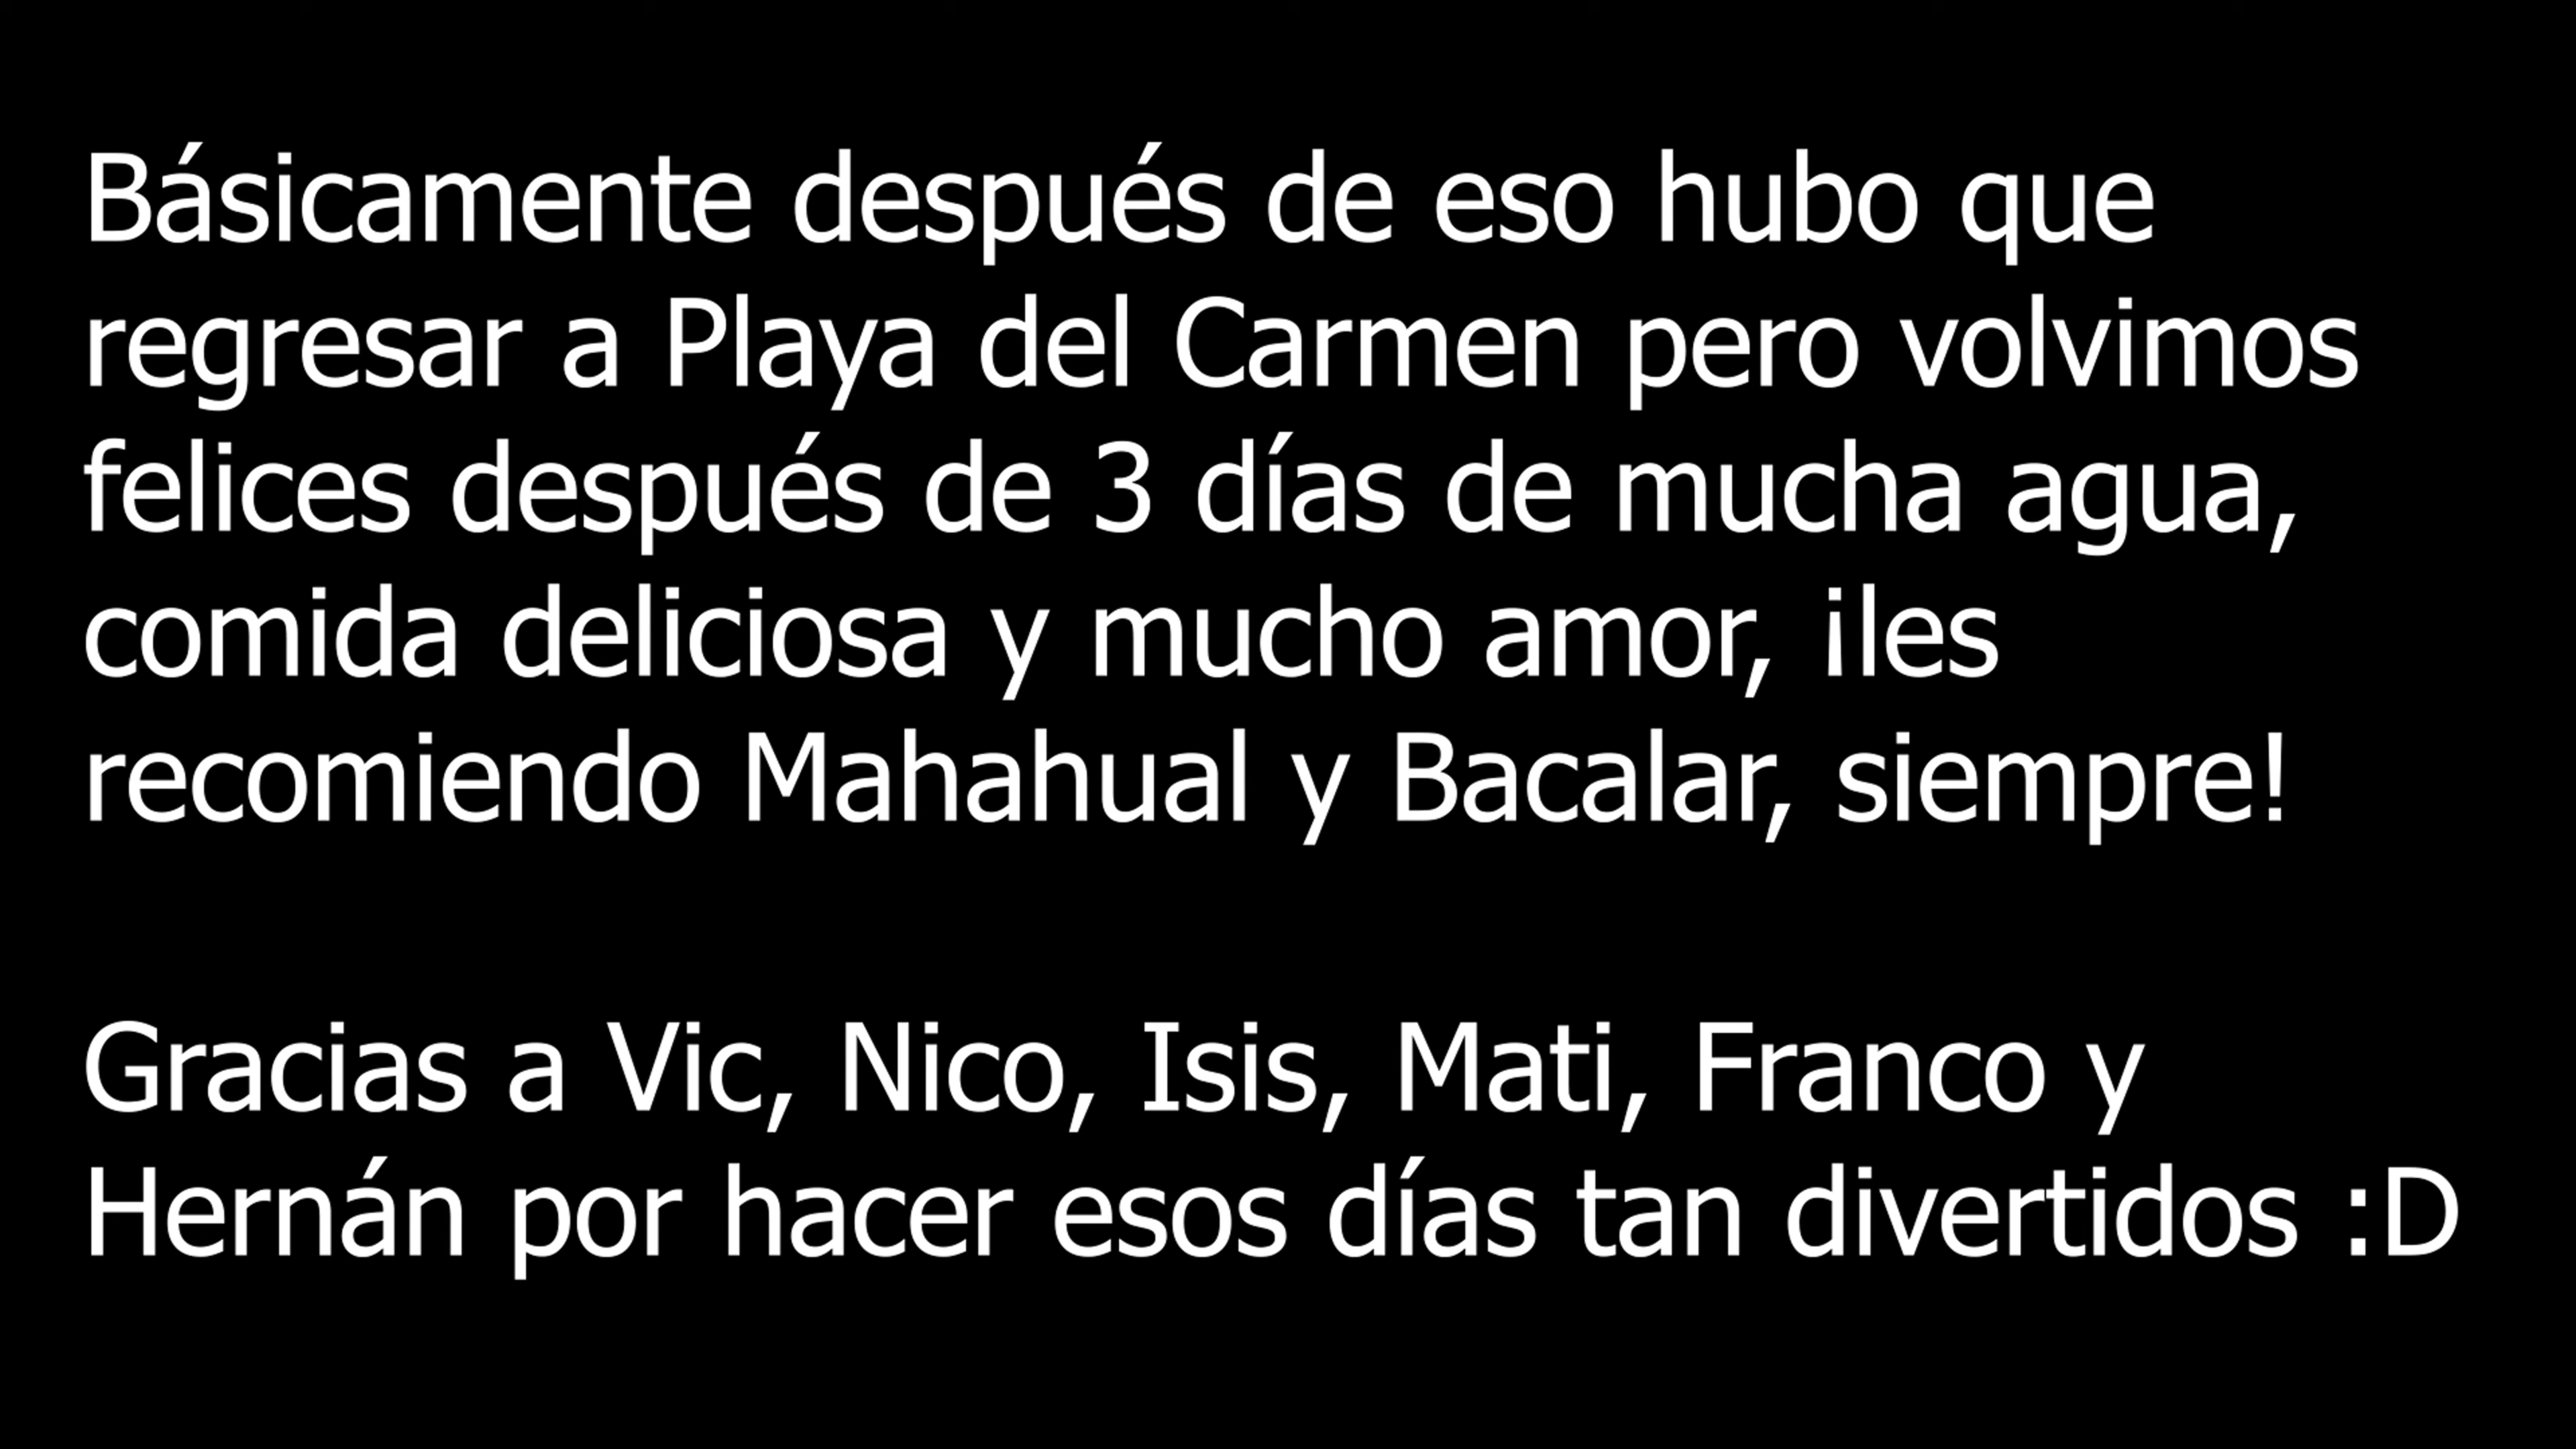 Básicamente después de eso hubo que
regresar a Playa del Carmen pero volvimos
felices después de 3 días de mucha agua,
comida deliciosa y mucho amor, ¡les
recomiendo Mahahual y Bacalar, siempre!
Gracias a Vic, Nico, Isis, Mati, Franco y
Hernán por hacer esos días tan divertidos :D